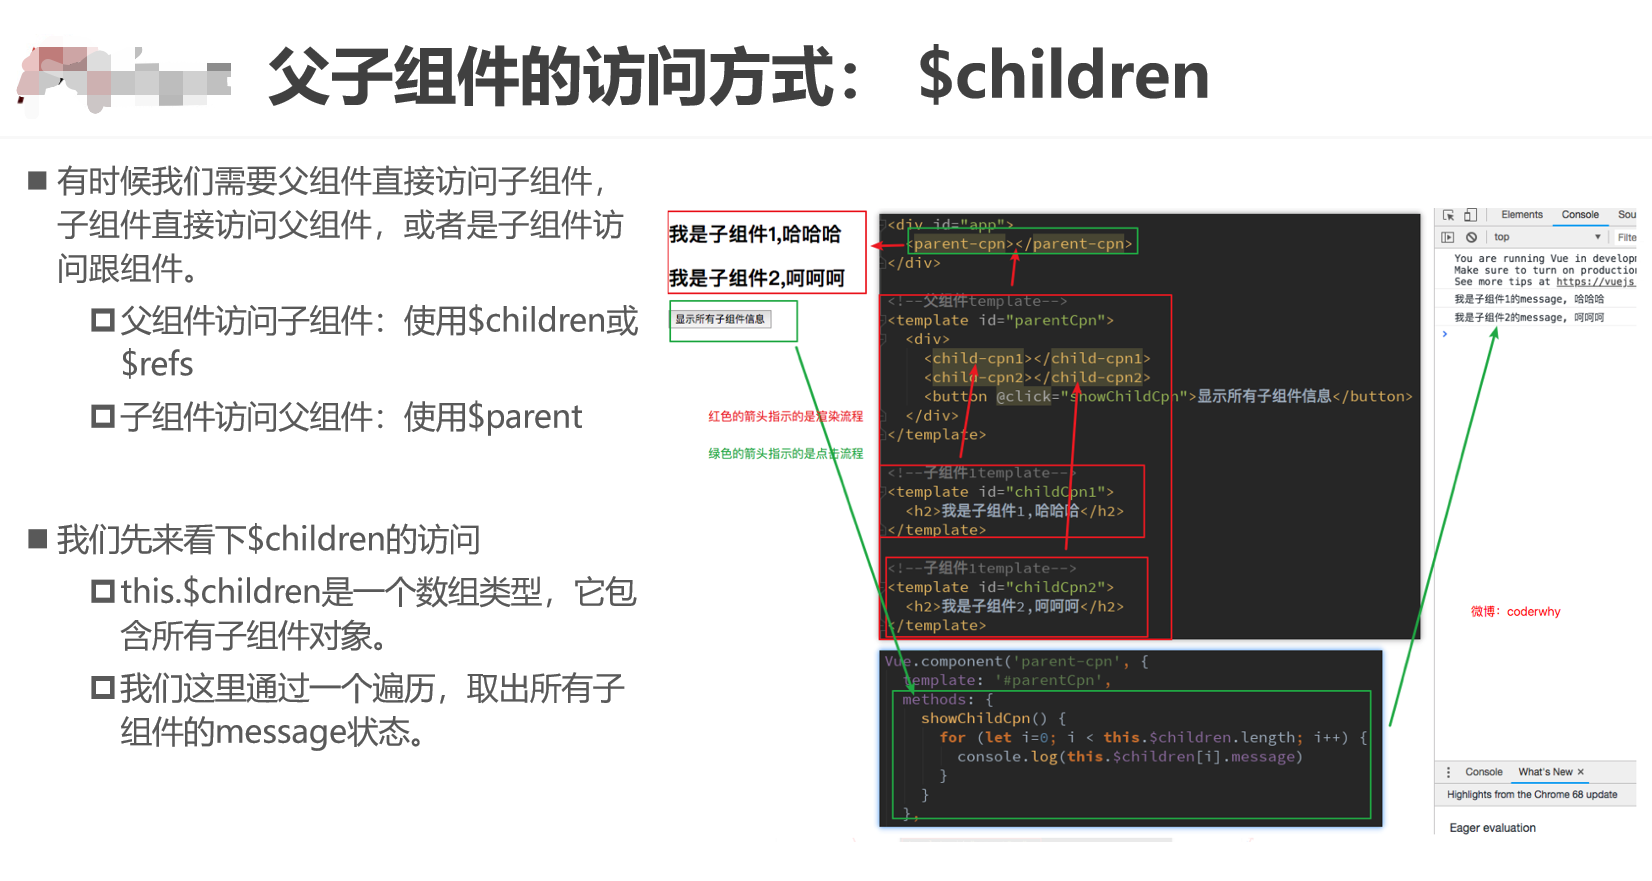 父子组件的访问方式： $children
有时候我们需要父组件直接访问子组件，
子组件直接访问父组件，或者是子组件访
问跟组件。
父组件访问子组件：使用$children或
$refs
子组件访问父组件：使用$parent
我们先来看下$children的访问
this.$children是一个数组类型，它包
含所有子组件对象。
我们这里通过一个遍历，取出所有子
组件的message状态。
我是子组件1,哈哈哈
我是子组件2,呵呵呵
显示所有子组件信息
红色的箭头指示的是渲染流程
绿色的箭头指示的是点击流程
<div id="app">
<parent-cpn></parent-cpn>
</div>
<!--父组件template-->
<template id="parentCpn">
<div>
<child-cpn1></child-cpn1>
<child-cpn2></child-cpn2>
<button @click="showChildCpn">显示所有子组件信息</button>
</div>
</template>
<!--子组件1template-->
<template id="childCpn1">
<h2>我是子组件1,哈哈哈</h2>
</template>
<!--子组件1template-->
<template id="childCpn2">
<h2>我是子组件2,呵呵呵</h2>
</template>
Vue.component('parent-cpn', {
template: '#parentCpn',
methods: {
showChildCpn() {
for (let i=0; i < this.$children.length; i++) {
console.log(this.$children[i].message)
}
}
},
Elements Console Sou
top Filte
You are running Vue in developm
Make sure to turn on production
See more tips at https://vuejs.
我是子组件1的message, 哈哈哈
我是子组件2的message, 呵呵呵
微博：coderwhy
Console What's New ×
Highlights from the Chrome 68 update
Eager evaluation